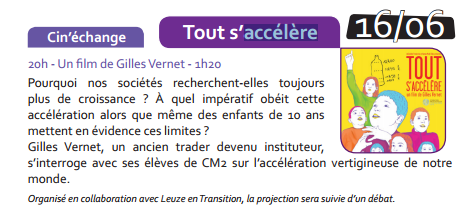 Cin'échange
Tout s'accélère
16/06
20h - Un film de Gilles Vernet - 1h20
Pourquoi nos sociétés recherchent-elles toujours
plus de croissance ? À quel impératif obéit cette
accélération alors que même des enfants de 10 ans
mettent en évidence ces limites ?
Gilles Vernet, un ancien trader devenu instituteur,
s'interroge avec ses élèves de CM2 sur l'accélération vertigineuse de notre
monde.
Organisé en collaboration avec Leuze en Transition, la projection sera suivie d'un débat.
TOUT
S'ACCÉLÈRE
un film de Gilles Vernet